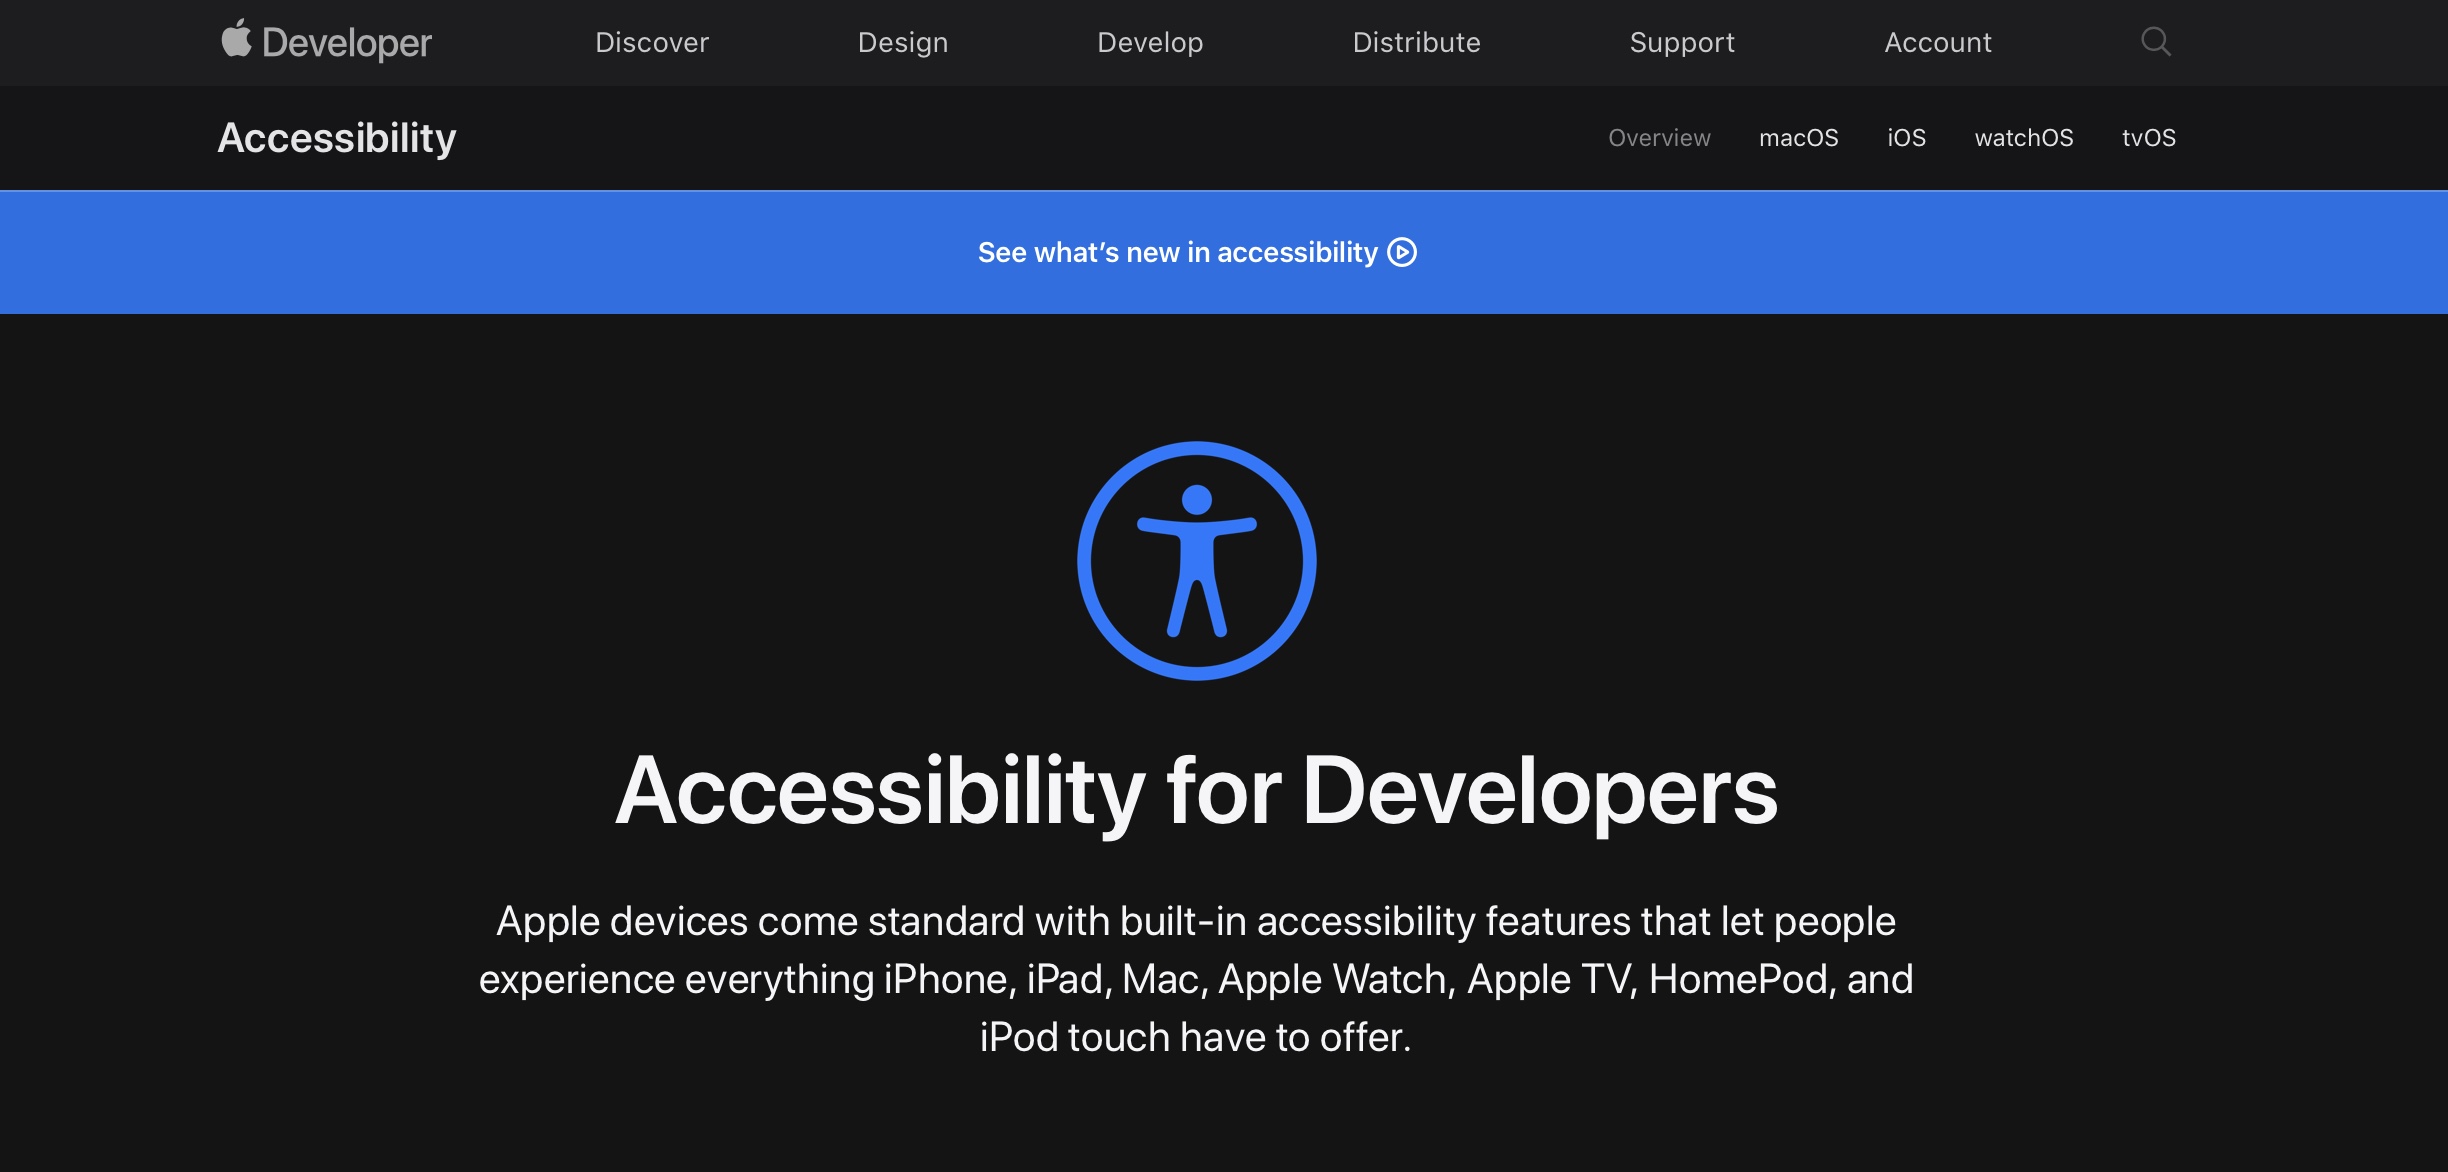 Developer
Discover
Design
Develop
Distribute
Support
Account
Accessibility
Overview
macOS
iOS
watchOS
tvOS
See what’s new in accessibility
Accessibility for Developers
Apple devices come standard with built-in accessibility features that let people
experience everything iPhone, iPad, Mac, Apple Watch, Apple TV, HomePod, and
iPod touch have to offer.